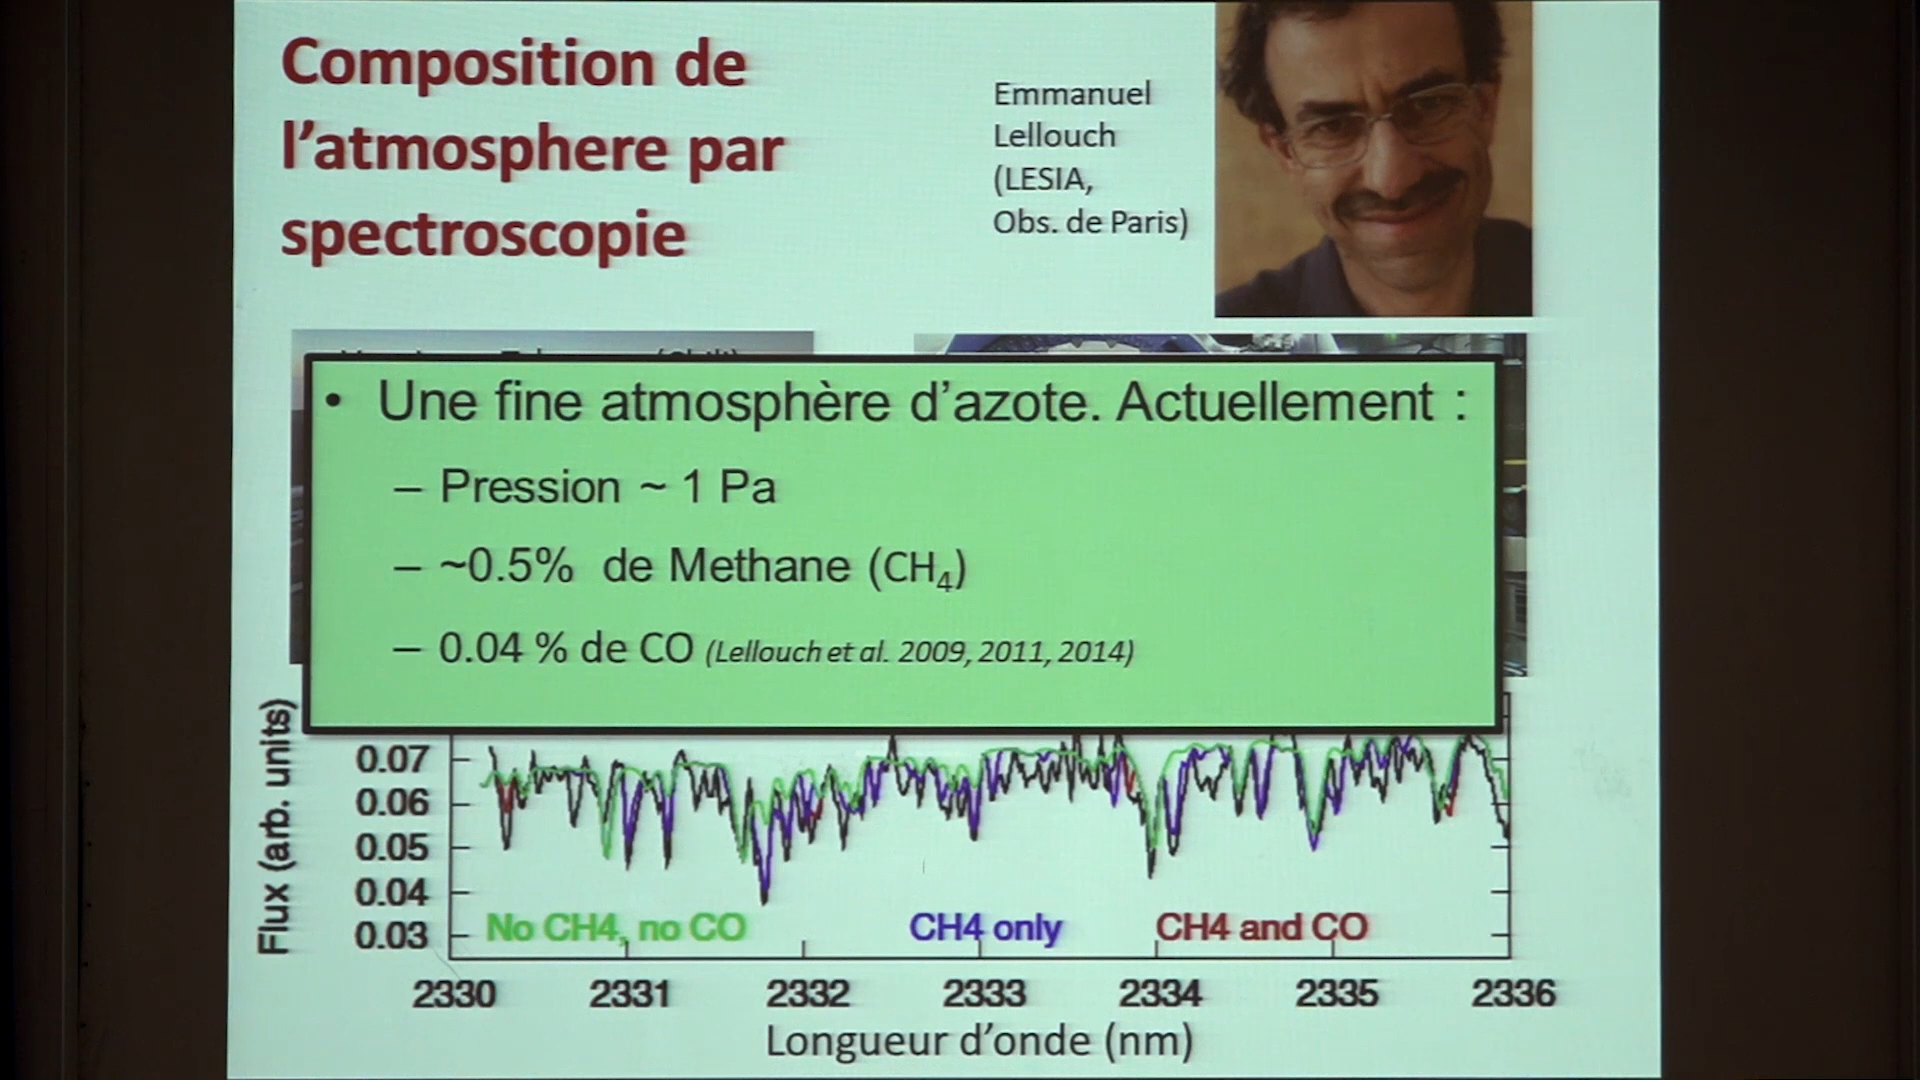 Composition de
l’atmosphere par
spectroscopie
Emmanuel
Lellouch
(LESIA,
Obs. de Paris)
• Une fine atmosphère d’azote. Actuellement :
– Pression ~ 1 Pa
– ~0.5% de Methane (CH₄)
– 0.04 % de CO (Lellouch et al. 2009, 2011, 2014)
Flux (arb. units)
0.07
0.06
0.05
0.04
0.03
No CH4, no CO CH4 only CH4 and CO
2330 2331 2332 2333 2334 2335 2336
Longueur d’onde (nm)